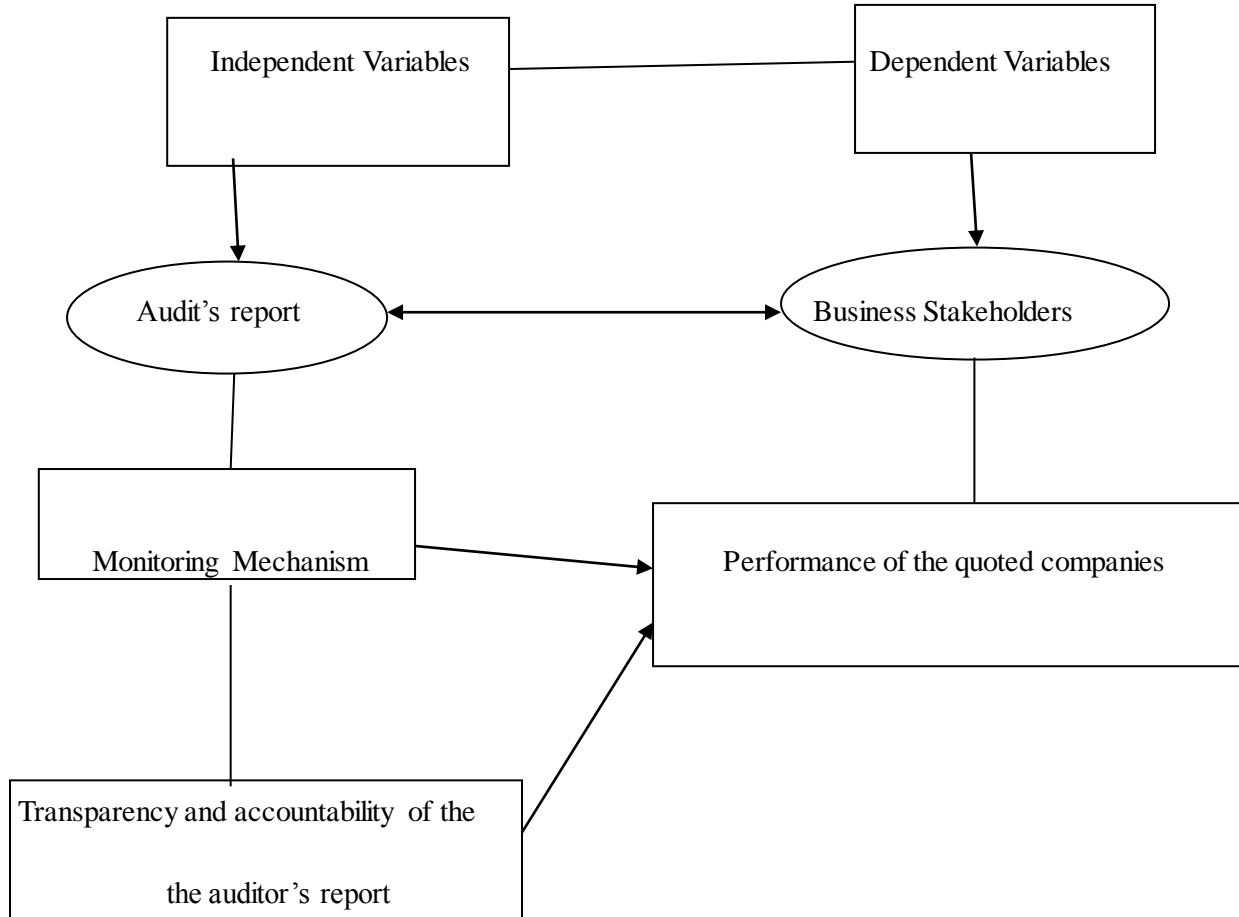 Independent Variables
Dependent Variables
Audit's report
Business Stakeholders
Monitoring Mechanism
Performance of the quoted companies
Transparency and accountability of the
the auditor's report